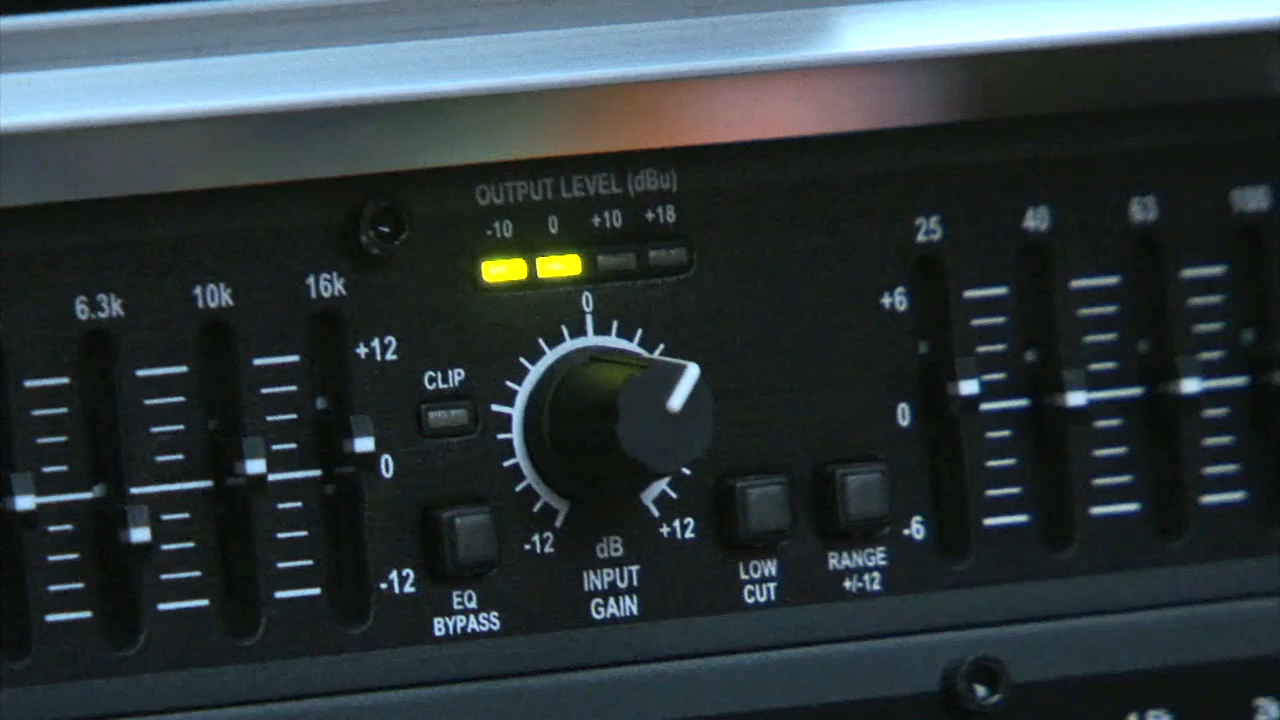 OUTPUT LEVEL (dBu)
-10 0 +10 +18
6.3k 10k 16k
25 40 63 100
0
+12
+6
CLIP
0
0
-12
-6
-12 +12
dB
INPUT
GAIN
EQ
BYPASS
LOW
CUT
RANGE
+/-12